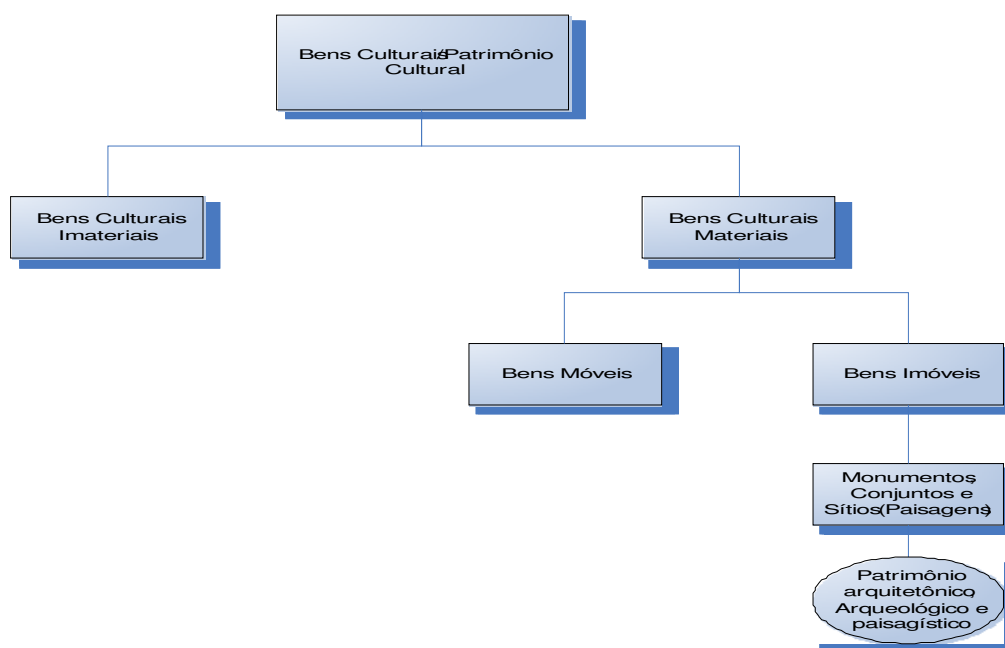 Bens Culturais/Patrimônio
Cultural
Bens Culturais
Imateriais
Bens Culturais
Materiais
Bens Móveis
Bens Imóveis
Monumentos,
Conjuntos e
Sítios(Paisagens)
Patrimônio
arquitetônico,
Arqueológico e
paisagístico